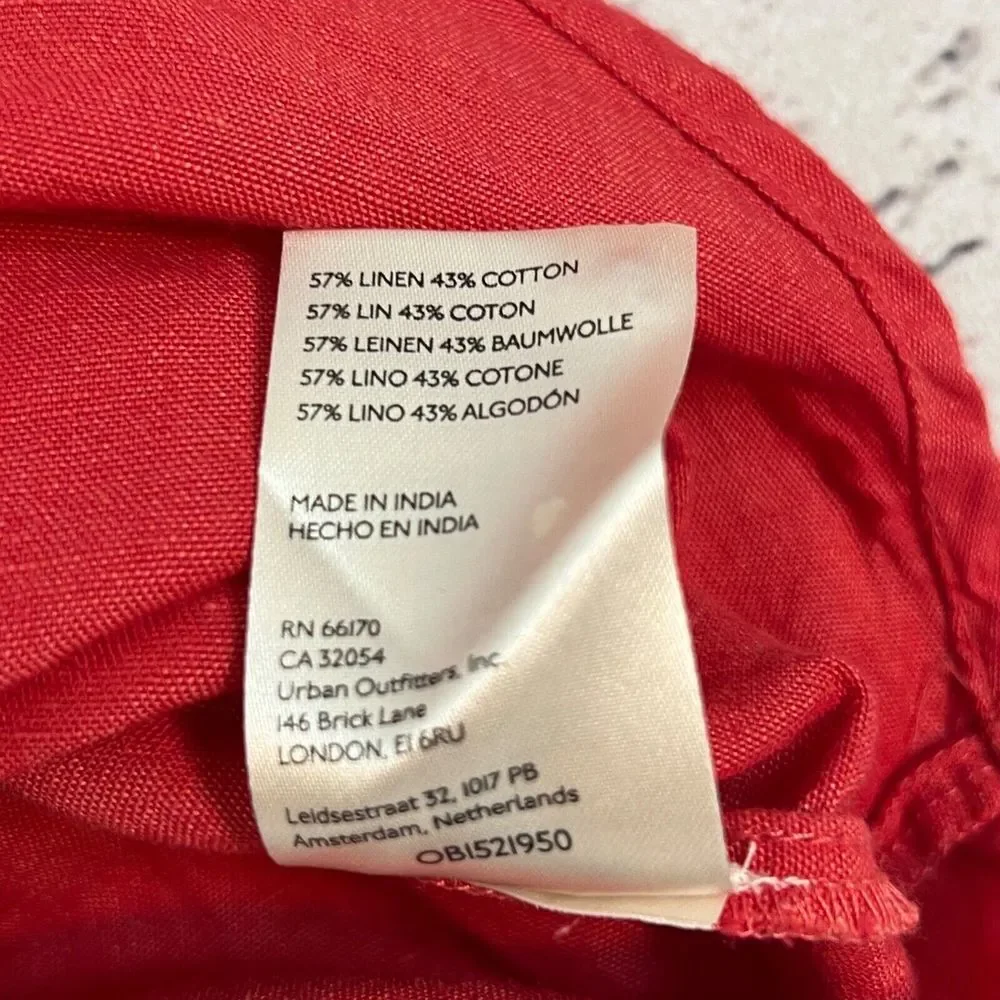 57% LINEN 43% COTTON
57% LIN 43% COTON
57% LEINEN 43% BAUMWOLLE
57% LINO 43% COTONE
57% LINO 43% ALGODÓN
MADE IN INDIA
HECHO EN INDIA
RN 66170
CA 32054
Urban Outfitters, Inc.
146 Brick Lane
LONDON, E1 6RU
Leidsestraat 32, 1017 PB
Amsterdam, Netherlands
OB1521950